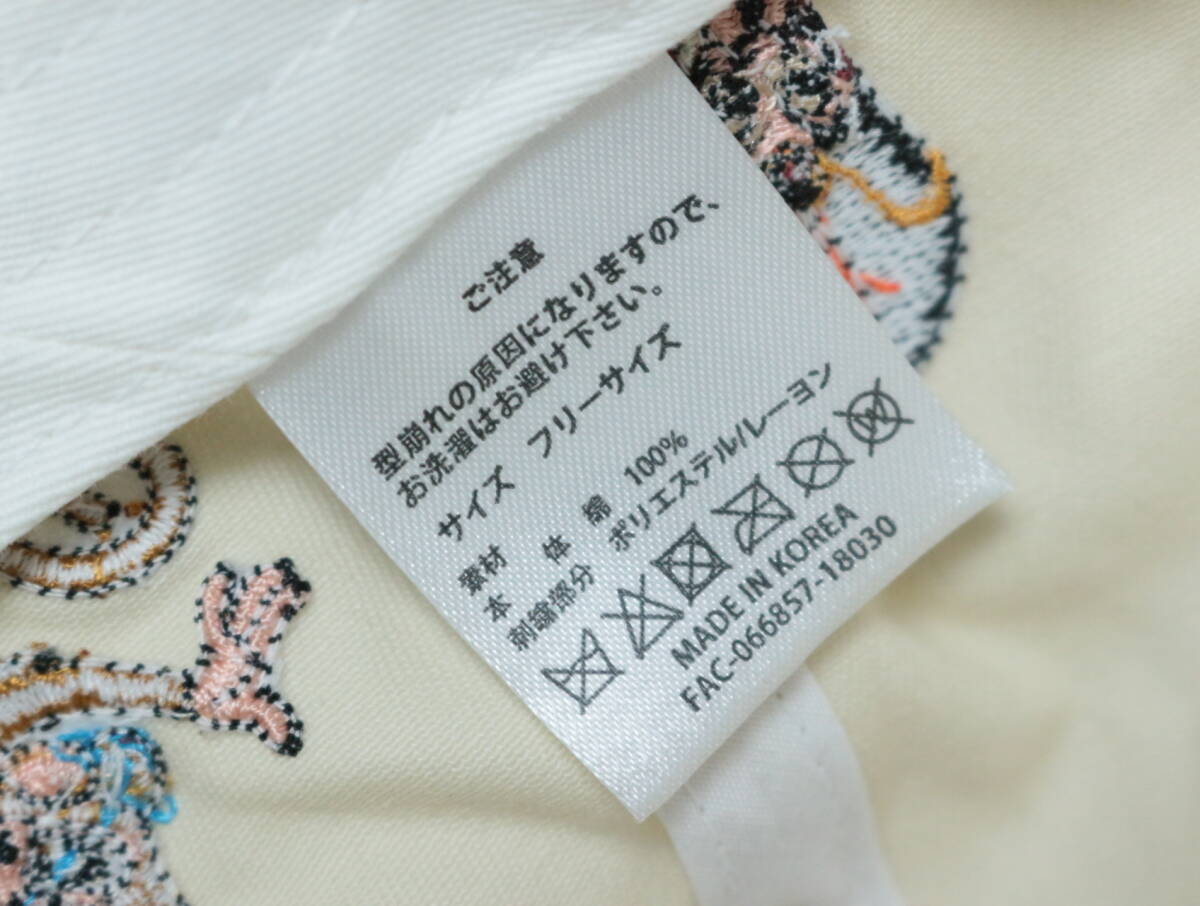 ご注意
型崩れの原因になりますので、
お洗濯はお避け下さい。
サイズ フリーサイズ
素材
本 体 綿 100%
刺繍部分 ポリエステル/レーヨン
MADE IN KOREA
FAC-066857-18030